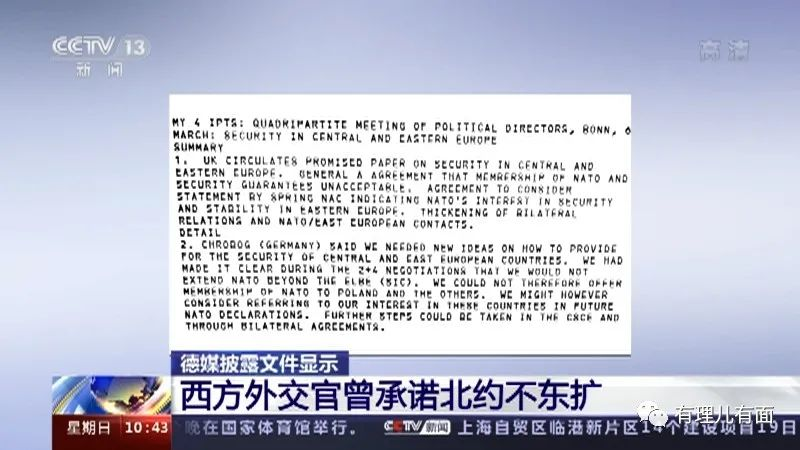 CCTV 13
新闻
高清
MY 4 IPTS: QUADRIPARTITE MEETING OF POLITICAL DIRECTORS, BONN, 6
MARCH: SECURITY IN CENTRAL AND EASTERN EUROPE
SUMMARY
1. UK CIRCULATES PROMISED PAPER ON SECURITY IN CENTRAL AND
EASTERN EUROPE. GENERAL A AGREEMENT THAT MEMBERSHIP OF NATO AND
SECURITY GUARANTEES UNACCEPTABLE. AGREEMENT TO CONSIDER
STATEMENT BY SPRING NAC INDICATING NATO'S INTEREST IN SECURITY
AND STABILITY IN EASTERN EUROPE. THICKENING OF BILATERAL
RELATIONS AND NATO/EAST EUROPEAN CONTACTS.
DETAIL
2. CHROBOG (GERMANY) SAID WE NEEDED NEW IDEAS ON HOW TO PROVIDE
FOR THE SECURITY OF CENTRAL AND EAST EUROPEAN COUNTRIES. WE HAD
MADE IT CLEAR DURING THE 2+4 NEGOTIATIONS THAT WE WOULD NOT
EXTEND NATO BEYOND THE ELBE (SIC). WE COULD NOT THEREFORE OFFER
MEMBERSHIP OF NATO TO POLAND AND THE OTHERS. WE MIGHT HOWEVER
CONSIDER REFERRING TO OUR INTEREST IN THESE COUNTRIES IN FUTURE
NATO DECLARATIONS. FURTHER STEPS COULD BE TAKEN IN THE CSCE AND
THROUGH BILATERAL AGREEMENTS.
德媒披露文件显示
西方外交官曾承诺北约不东扩
有理儿有面
星期日 10:43 晚在国家体育馆举行。 CCTV 新闻 上海自贸区临港新片区14个建设项目19日